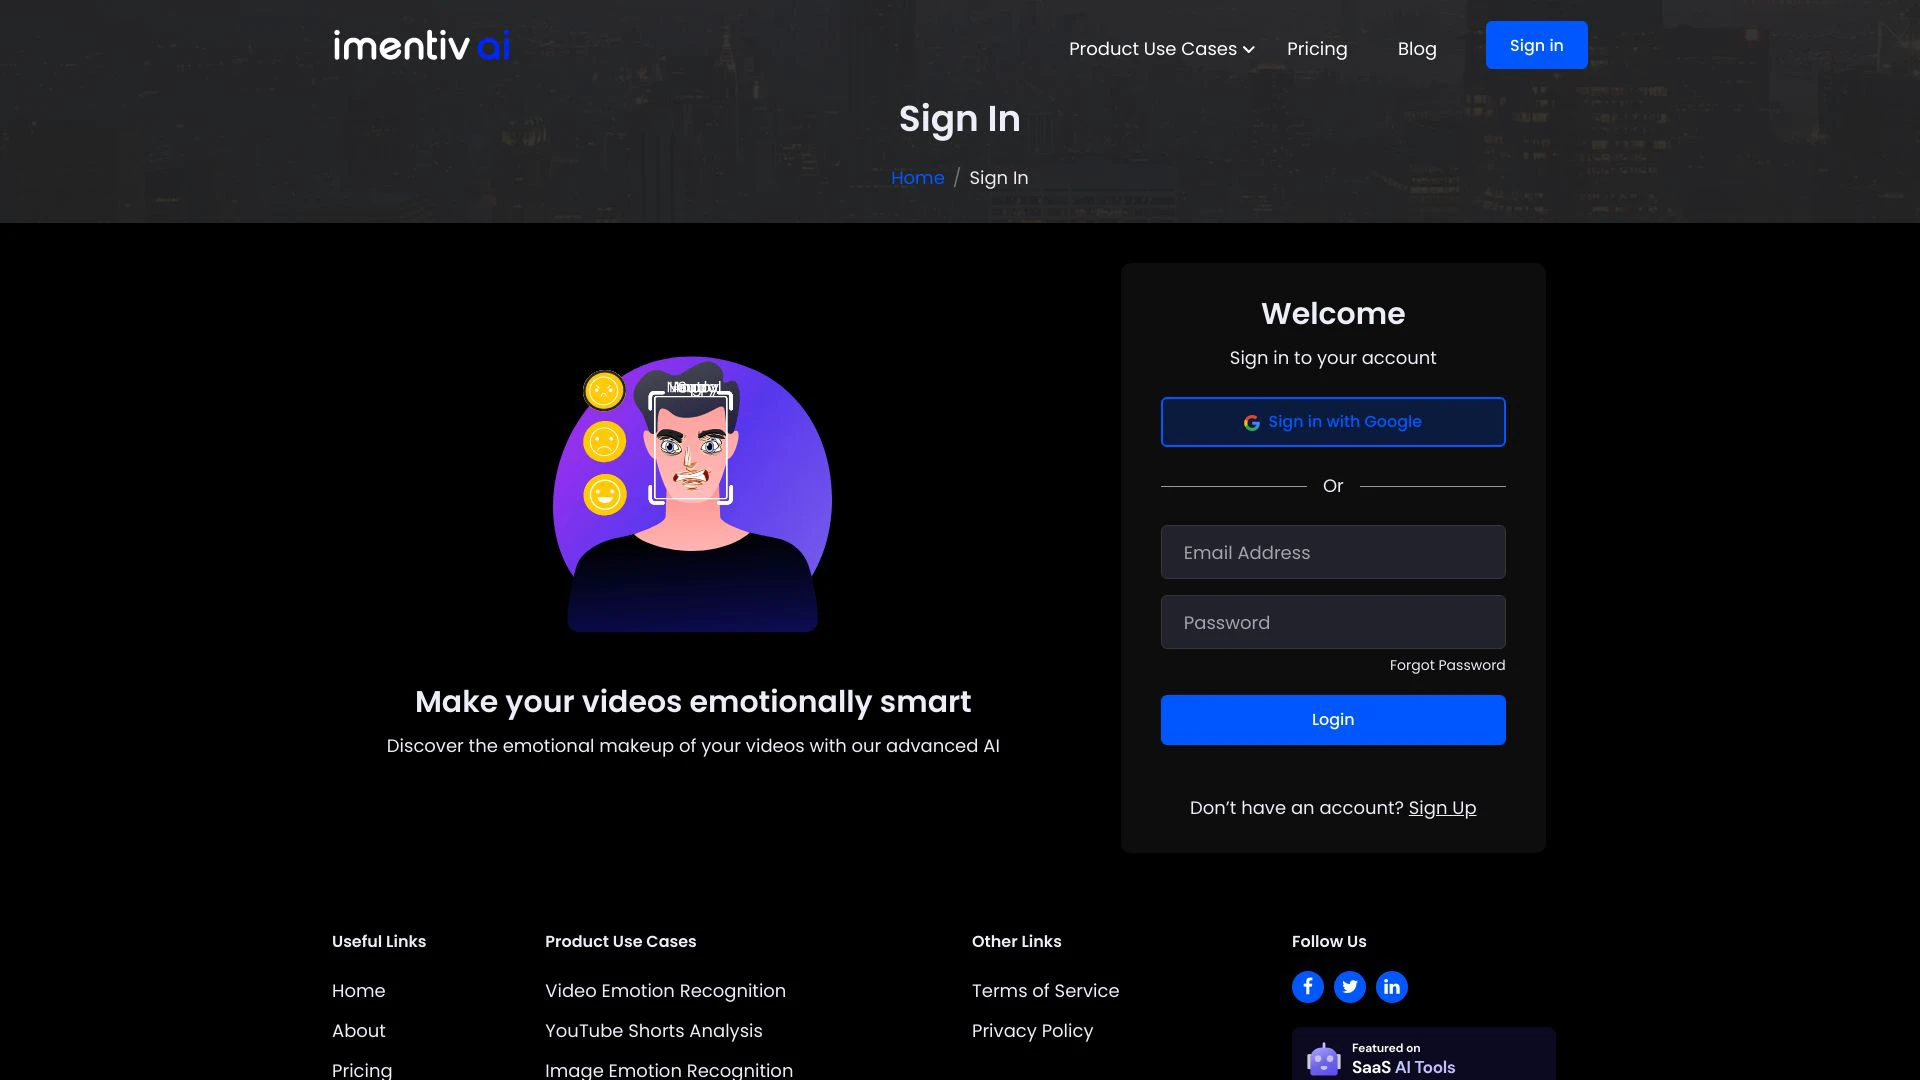 imentiv ai
Product Use Cases
Pricing
Blog
Sign in
Sign In
Home / Sign In
Make your videos emotionally smart
Discover the emotional makeup of your videos with our advanced AI
Welcome
Sign in to your account
Sign in with Google
Or
Email Address
Password
Forgot Password
Login
Don’t have an account? Sign Up
Useful Links
Home
About
Pricing
Product Use Cases
Video Emotion Recognition
YouTube Shorts Analysis
Image Emotion Recognition
Other Links
Terms of Service
Privacy Policy
Follow Us
Featured on
SaaS AI Tools